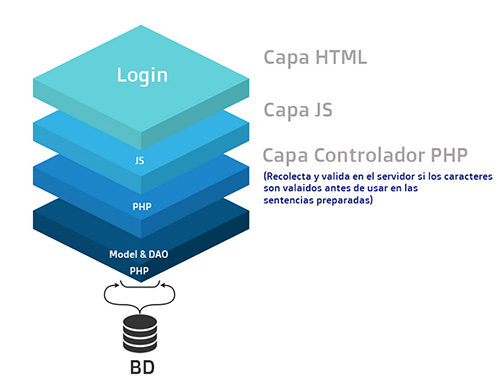 Login
Capa HTML
Capa JS
JS
Capa Controlador PHP
(Recolecta y valida en el servidor si los caracteres
son valaidos antes de usar en las
sentencias preparadas)
PHP
Model & DAO
PHP
BD